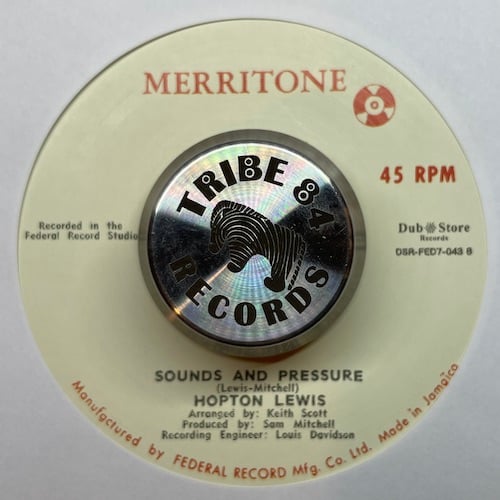 MERRITONE
45 RPM
TRIBE 84
RECORDS
Recorded in the
Federal Record Studio
Dub Store
Records
DSR-FED7-043 B
SOUNDS AND PRESSURE
(Lewis-Mitchell)
HOPTON LEWIS
Arranged by: Keith Scott
Produced by: Sam Mitchell
Recording Engineer: Louis Davidson
Manufactured by FEDERAL RECORD Mfg. Co. Ltd. Made in Jamaica